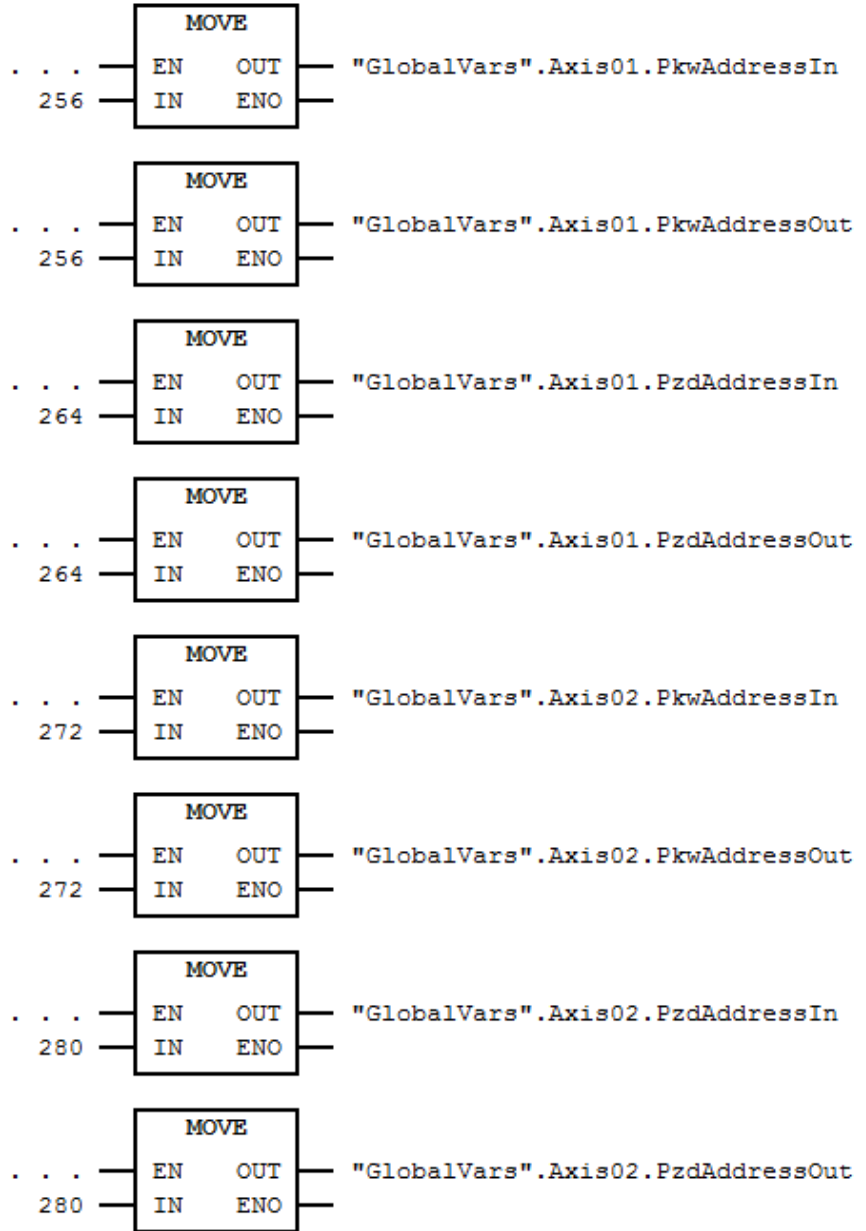 MOVE
. . . EN OUT "GlobalVars".Axis01.PkwAddressIn
256 IN ENO
MOVE
. . . EN OUT "GlobalVars".Axis01.PkwAddressOut
256 IN ENO
MOVE
. . . EN OUT "GlobalVars".Axis01.PzdAddressIn
264 IN ENO
MOVE
. . . EN OUT "GlobalVars".Axis01.PzdAddressOut
264 IN ENO
MOVE
. . . EN OUT "GlobalVars".Axis02.PkwAddressIn
272 IN ENO
MOVE
. . . EN OUT "GlobalVars".Axis02.PkwAddressOut
272 IN ENO
MOVE
. . . EN OUT "GlobalVars".Axis02.PzdAddressIn
280 IN ENO
MOVE
. . . EN OUT "GlobalVars".Axis02.PzdAddressOut
280 IN ENO